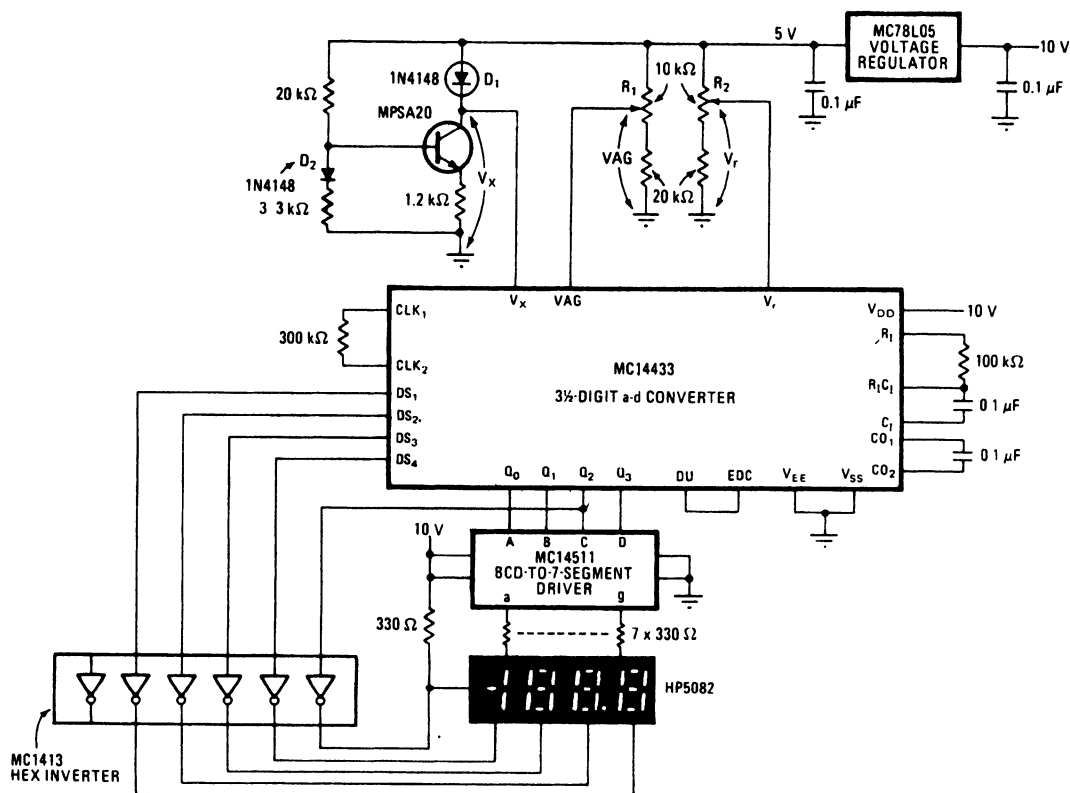 5 V
MC78L05
VOLTAGE
REGULATOR
10 V
0.1 µF
0.1 µF
1N4148
D1
20 kΩ
MPSA20
10 kΩ
R1
R2
D2
1N4148
3 3 kΩ
1.2 kΩ
Vx
VAG
Vr
20 kΩ
Vx
VAG
Vr
CLK1
300 kΩ
CLK2
DS1
DS2.
DS3
DS4
MC14433
3½-DIGIT a-d CONVERTER
VDD
10 V
RI
100 kΩ
RICI
0 1 µF
CI
CO1
0 1 µF
CO2
Q0
Q1
Q2
Q3
DU
EOC
VEE
VSS
10 V
A
B
C
D
MC14511
BCD-TO-7-SEGMENT
DRIVER
a
g
330 Ω
7 x 330 Ω
-188.8
HP5082
MC1413
HEX INVERTER